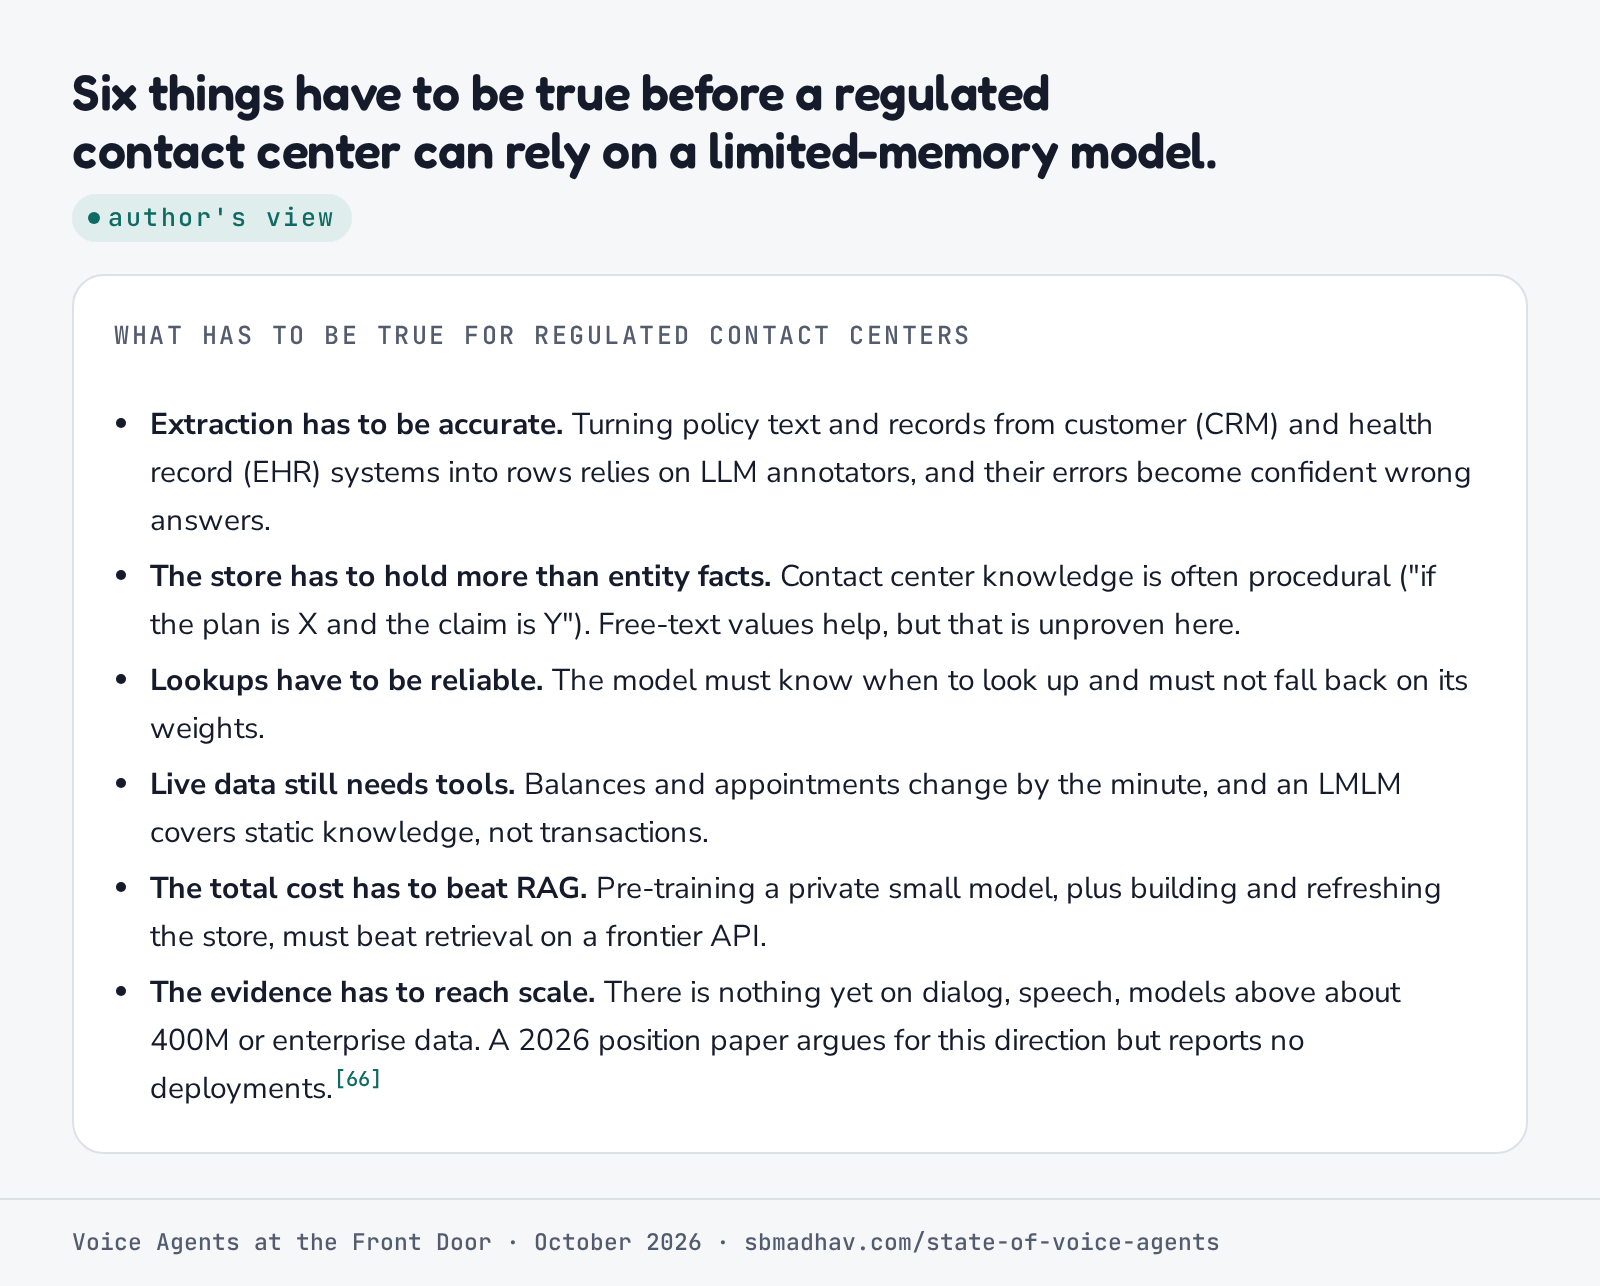 Six things have to be true before a regulated
contact center can rely on a limited-memory model.
author's view
WHAT HAS TO BE TRUE FOR REGULATED CONTACT CENTERS
• Extraction has to be accurate. Turning policy text and records from customer (CRM) and health
record (EHR) systems into rows relies on LLM annotators, and their errors become confident wrong
answers.
• The store has to hold more than entity facts. Contact center knowledge is often procedural ("if
the plan is X and the claim is Y"). Free-text values help, but that is unproven here.
• Lookups have to be reliable. The model must know when to look up and must not fall back on its
weights.
• Live data still needs tools. Balances and appointments change by the minute, and an LMLM
covers static knowledge, not transactions.
• The total cost has to beat RAG. Pre-training a private small model, plus building and refreshing
the store, must beat retrieval on a frontier API.
• The evidence has to reach scale. There is nothing yet on dialog, speech, models above about
400M or enterprise data. A 2026 position paper argues for this direction but reports no
deployments.[66]
Voice Agents at the Front Door · October 2026 · sbmadhav.com/state-of-voice-agents